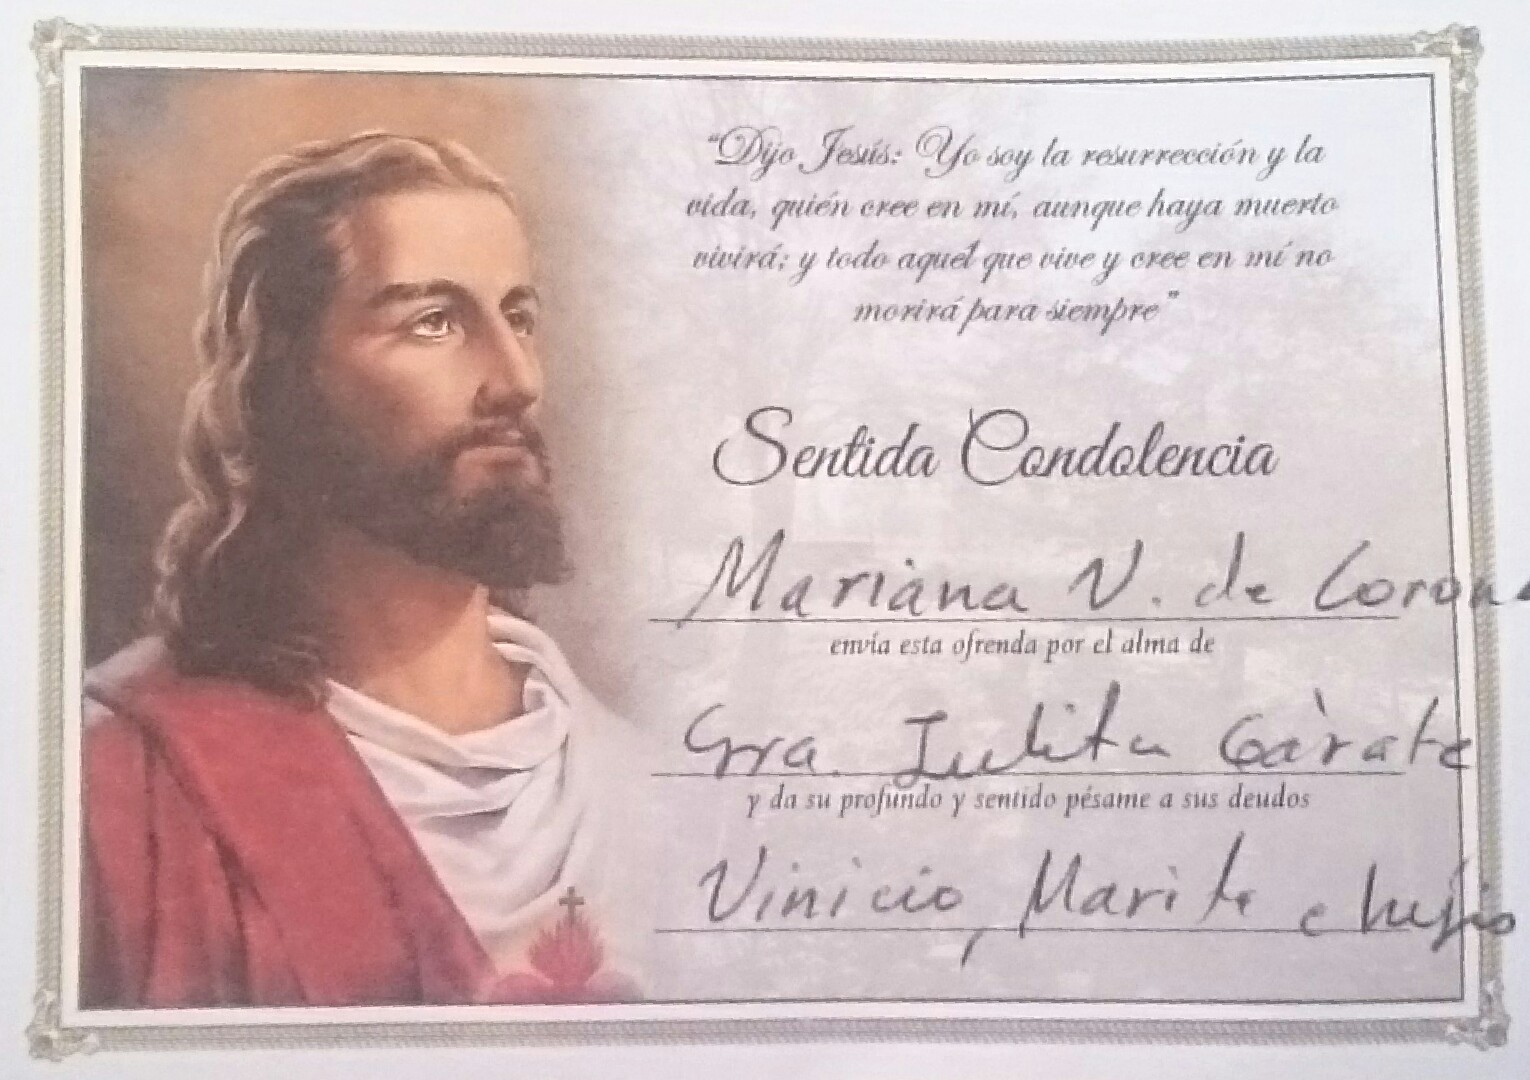 “Dijo Jesús: Yo soy la resurrección y la
vida, quién cree en mí, aunque haya muerto
vivirá; y todo aquel que vive y cree en mí no
morirá para siempre”
Sentida Condolencia
Mariana V. de
envía esta ofrenda por el alma de
Sra. Julita Gàrate
y da su profundo y sentido pésame a sus deudos
Vinicio, Marite e hijos